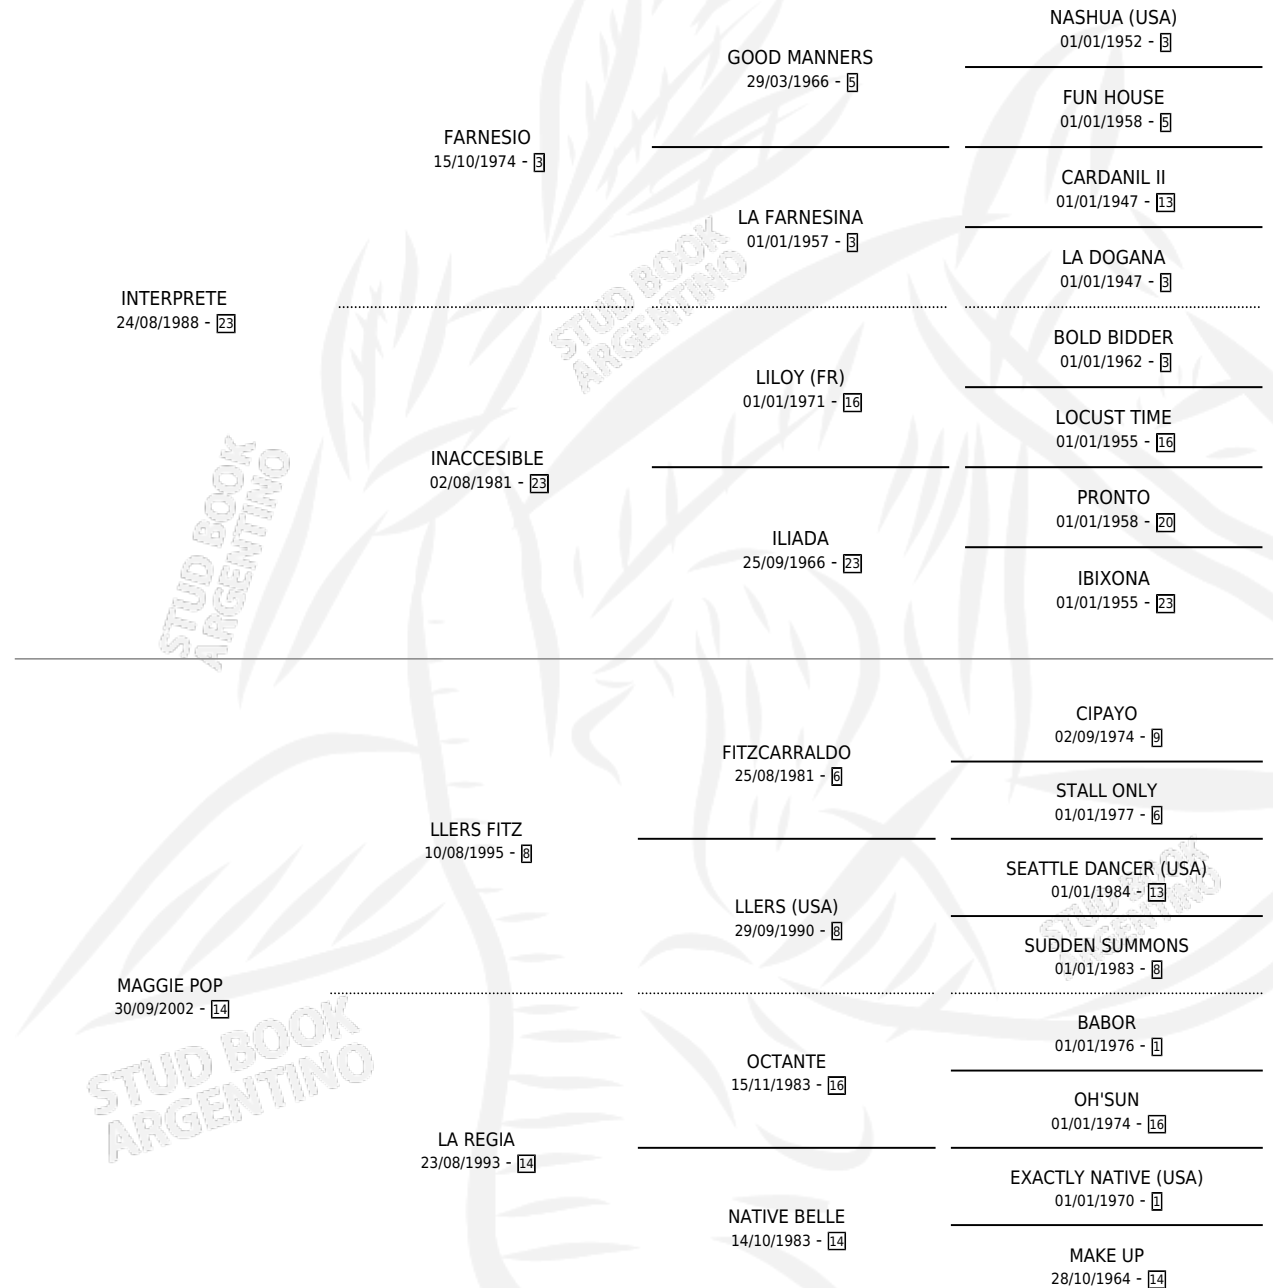 NASHUA (USA)
01/01/1952 - 3
GOOD MANNERS
29/03/1966 - 5
FUN HOUSE
01/01/1958 - 5
FARNESIO
15/10/1974 - 3
CARDANIL II
01/01/1947 - 13
LA FARNESINA
01/01/1957 - 3
LA DOGANA
01/01/1947 - 3
INTERPRETE
24/08/1988 - 23
BOLD BIDDER
01/01/1962 - 3
LILOY (FR)
01/01/1971 - 16
LOCUST TIME
01/01/1955 - 16
INACCESIBLE
02/08/1981 - 23
PRONTO
01/01/1958 - 20
ILIADA
25/09/1966 - 23
IBIXONA
01/01/1955 - 23
CIPAYO
02/09/1974 - 9
FITZCARRALDO
25/08/1981 - 6
STALL ONLY
01/01/1977 - 6
LLERS FITZ
10/08/1995 - 8
SEATTLE DANCER (USA)
01/01/1984 - 13
LLERS (USA)
29/09/1990 - 8
SUDDEN SUMMONS
01/01/1983 - 8
MAGGIE POP
30/09/2002 - 14
BABOR
01/01/1976 - 1
OCTANTE
15/11/1983 - 16
OH'SUN
01/01/1974 - 16
LA REGIA
23/08/1993 - 14
EXACTLY NATIVE (USA)
01/01/1970 - 1
NATIVE BELLE
14/10/1983 - 14
MAKE UP
28/10/1964 - 14
STUD BOOK
ARGENTINO
STUD BOOK
ARGENTINO
STUD BOOK
ARGENTINO
STUD BOOK
ARGENTINO